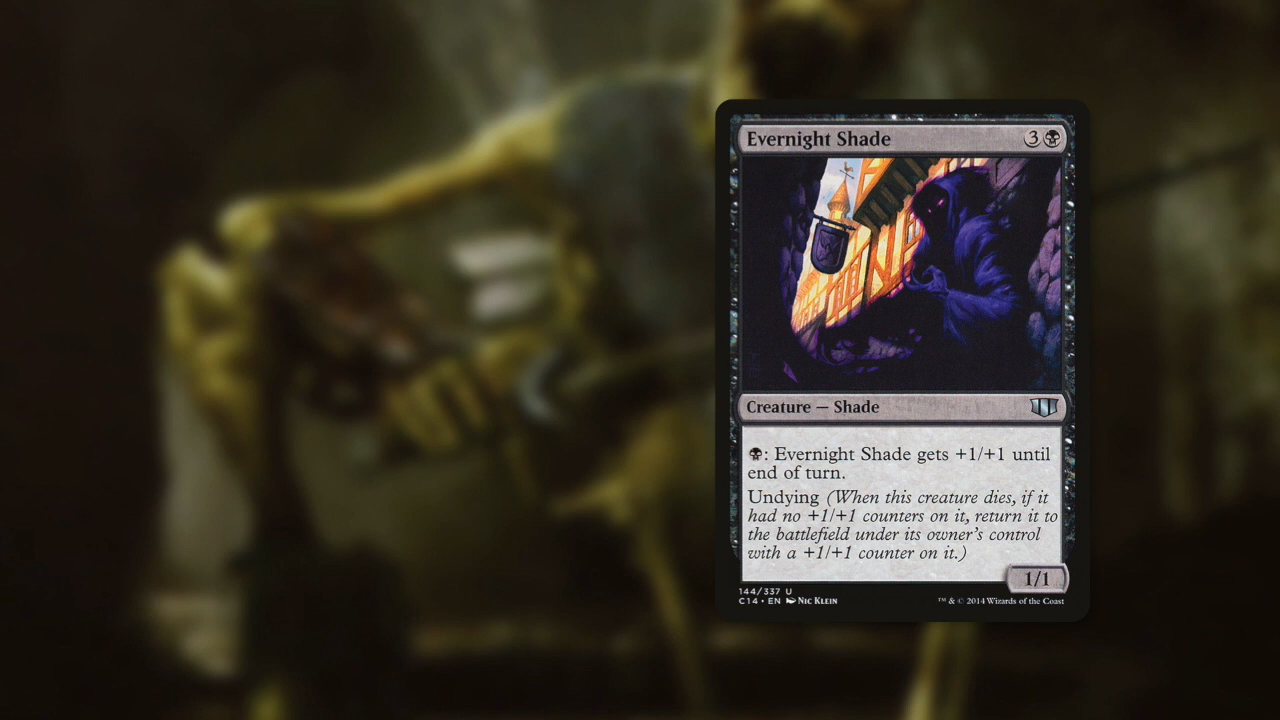 Evernight Shade 3
Creature — Shade
: Evernight Shade gets +1/+1 until
end of turn.
Undying (When this creature dies, if it
had no +1/+1 counters on it, return it to
the battlefield under its owner's control
with a +1/+1 counter on it.)
1/1
144/337 U
C14 • EN Nic Klein ™ & © 2014 Wizards of the Coast